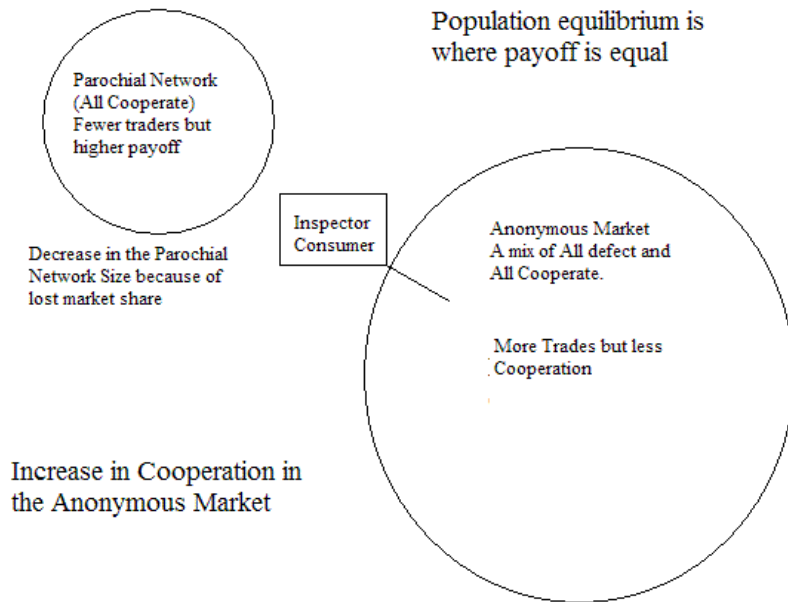 Population equilibrium is
where payoff is equal
Parochial Network
(All Cooperate)
Fewer traders but
higher payoff
Inspector
Consumer
Anonymous Market
A mix of All defect and
All Cooperate.
Decrease in the Parochial
Network Size because of
lost market share
More Trades but less
Cooperation
Increase in Cooperation in
the Anonymous Market